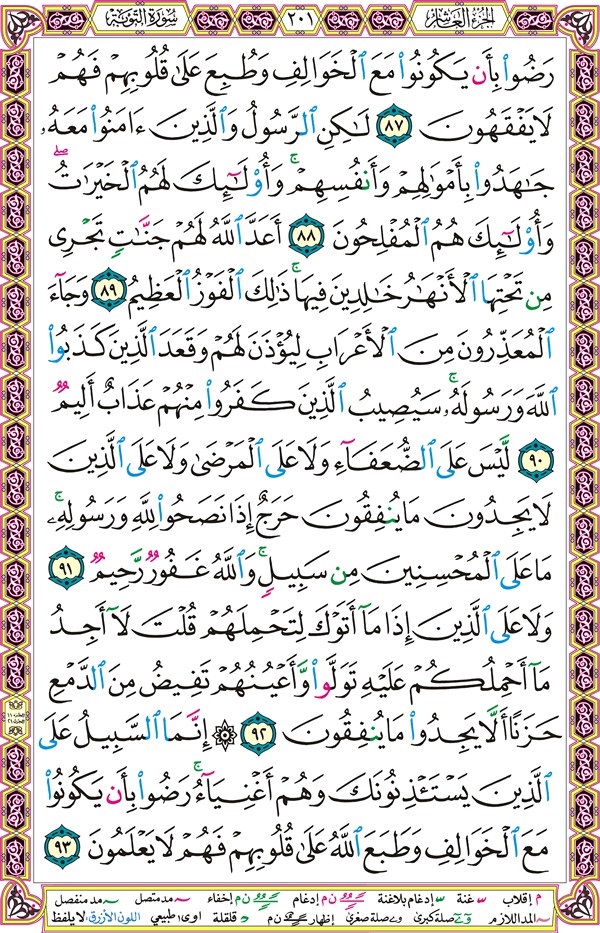 الجزء العاشر ٢٠١ سورة التوبة
رَضُوا۟ بِأَن يَكُونُوا۟ مَعَ ٱلْخَوَالِفِ وَطُبِعَ عَلَىٰ قُلُوبِهِمْ فَهُمْ
لَا يَفْقَهُونَ ٨٧ لَٰكِنِ ٱلرَّسُولُ وَٱلَّذِينَ ءَامَنُوا۟ مَعَهُۥ
جَٰهَدُوا۟ بِأَمْوَٰلِهِمْ وَأَنفُسِهِمْ ۚ وَأُو۟لَٰٓئِكَ لَهُمُ ٱلْخَيْرَٰتُ ۖ
وَأُو۟لَٰٓئِكَ هُمُ ٱلْمُفْلِحُونَ ٨٨ أَعَدَّ ٱللَّهُ لَهُمْ جَنَّٰتٍ تَجْرِى
مِن تَحْتِهَا ٱلْأَنْهَٰرُ خَٰلِدِينَ فِيهَا ۚ ذَٰلِكَ ٱلْفَوْزُ ٱلْعَظِيمُ ٨٩ وَجَآءَ
ٱلْمُعَذِّرُونَ مِنَ ٱلْأَعْرَابِ لِيُؤْذَنَ لَهُمْ وَقَعَدَ ٱلَّذِينَ كَذَبُوا۟
ٱللَّهَ وَرَسُولَهُۥ ۚ سَيُصِيبُ ٱلَّذِينَ كَفَرُوا۟ مِنْهُمْ عَذَابٌ أَلِيمٌ
٩٠ لَّيْسَ عَلَى ٱلضُّعَفَآءِ وَلَا عَلَى ٱلْمَرْضَىٰ وَلَا عَلَى ٱلَّذِينَ
لَا يَجِدُونَ مَا يُنفِقُونَ حَرَجٌ إِذَا نَصَحُوا۟ لِلَّهِ وَرَسُولِهِۦ ۚ
مَا عَلَى ٱلْمُحْسِنِينَ مِن سَبِيلٍ ۚ وَٱللَّهُ غَفُورٌ رَّحِيمٌ ٩١
وَلَا عَلَى ٱلَّذِينَ إِذَا مَآ أَتَوْكَ لِتَحْمِلَهُمْ قُلْتَ لَآ أَجِدُ
مَآ أَحْمِلُكُمْ عَلَيْهِ تَوَلَّوا۟ وَّأَعْيُنُهُمْ تَفِيضُ مِنَ ٱلدَّمْعِ
حَزَنًا أَلَّا يَجِدُوا۟ مَا يُنفِقُونَ ٩٢ ۞ إِنَّمَا ٱلسَّبِيلُ عَلَى
ٱلَّذِينَ يَسْتَـْٔذِنُونَكَ وَهُمْ أَغْنِيَآءُ ۚ رَضُوا۟ بِأَن يَكُونُوا۟
مَعَ ٱلْخَوَالِفِ وَطَبَعَ ٱللَّهُ عَلَىٰ قُلُوبِهِمْ فَهُمْ لَا يَعْلَمُونَ ٩٣
م إقلاب غنة إدغام بلاغنة ن م إدغام ن م إخفاء مد متصل مد منفصل
المد اللازم صلة كبرى صلة صغرى إظهار ن م قلقلة اوى طبيعي اللون الأزرق لا يلفظ